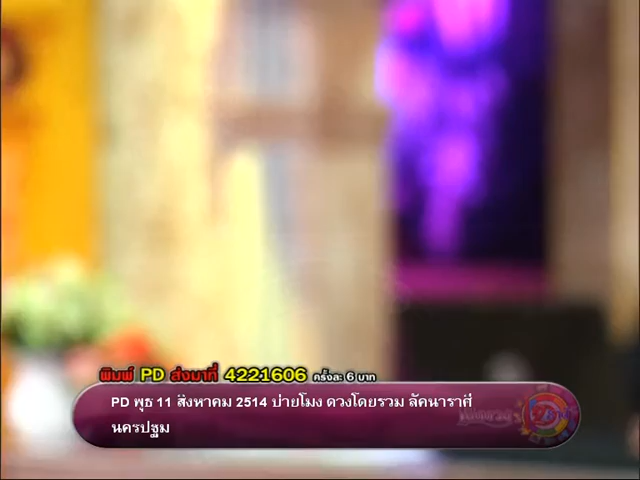 พิมพ์ PD ส่งมาที่ 4221606 ครั้งละ 6 บาท
PD พุธ 11 สิงหาคม 2514 บ่ายโมง ดวงโดยรวม ลัคนาราศี
นครปฐม